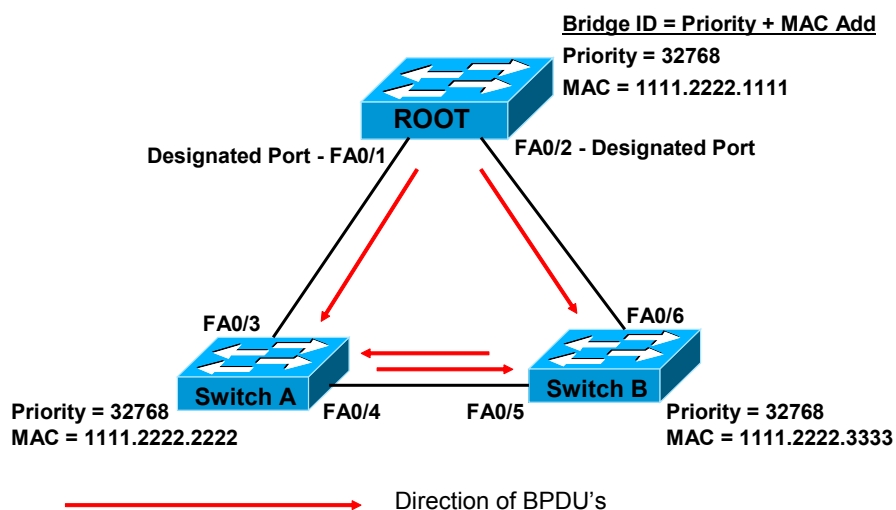 Bridge ID = Priority + MAC Add
Priority = 32768
MAC = 1111.2222.1111
ROOT
Designated Port - FA0/1
FA0/2 - Designated Port
FA0/3
FA0/6
Switch A
Switch B
FA0/4
FA0/5
Priority = 32768
MAC = 1111.2222.2222
Priority = 32768
MAC = 1111.2222.3333
Direction of BPDU's